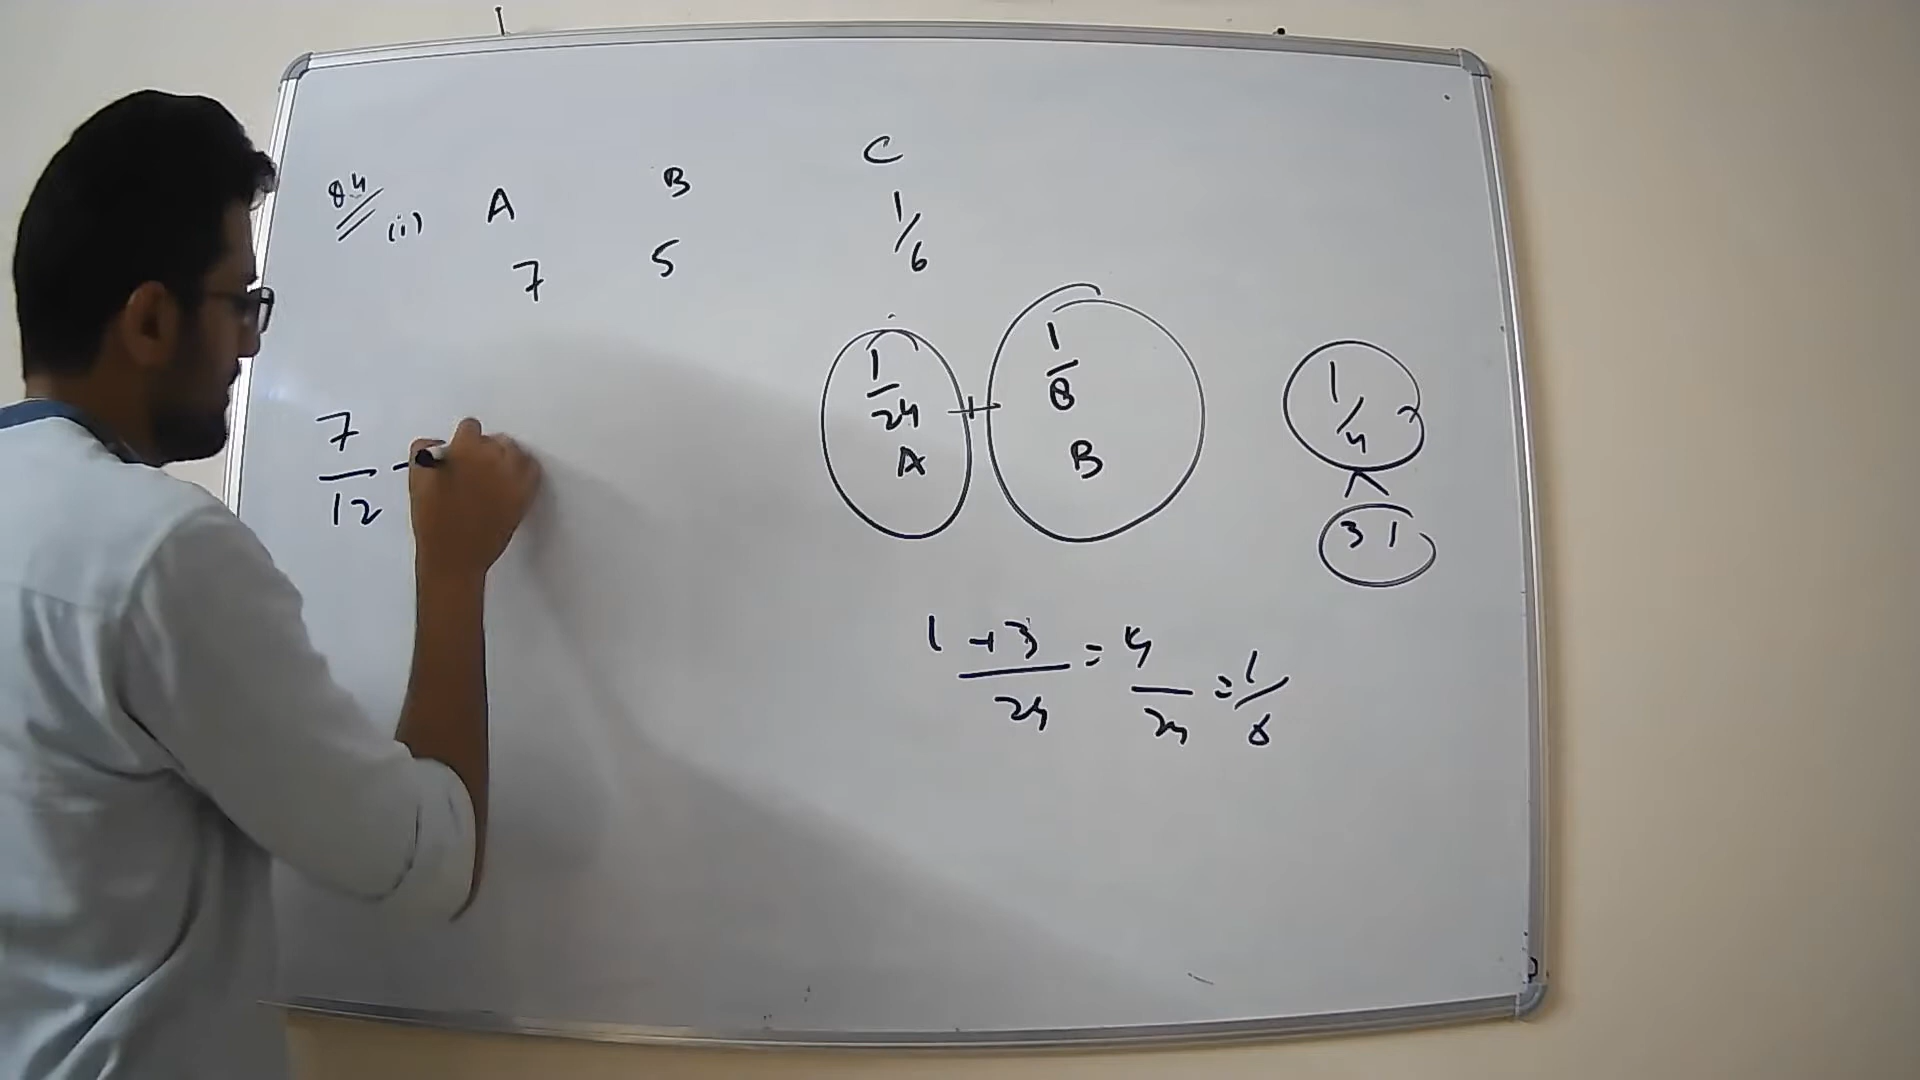 84 (ii) A B C
7 5 1/6
1/24 + 1/8 1/4
A B
3 1
7/12 -
1 + 3 / 24 = 4/24 = 1/6